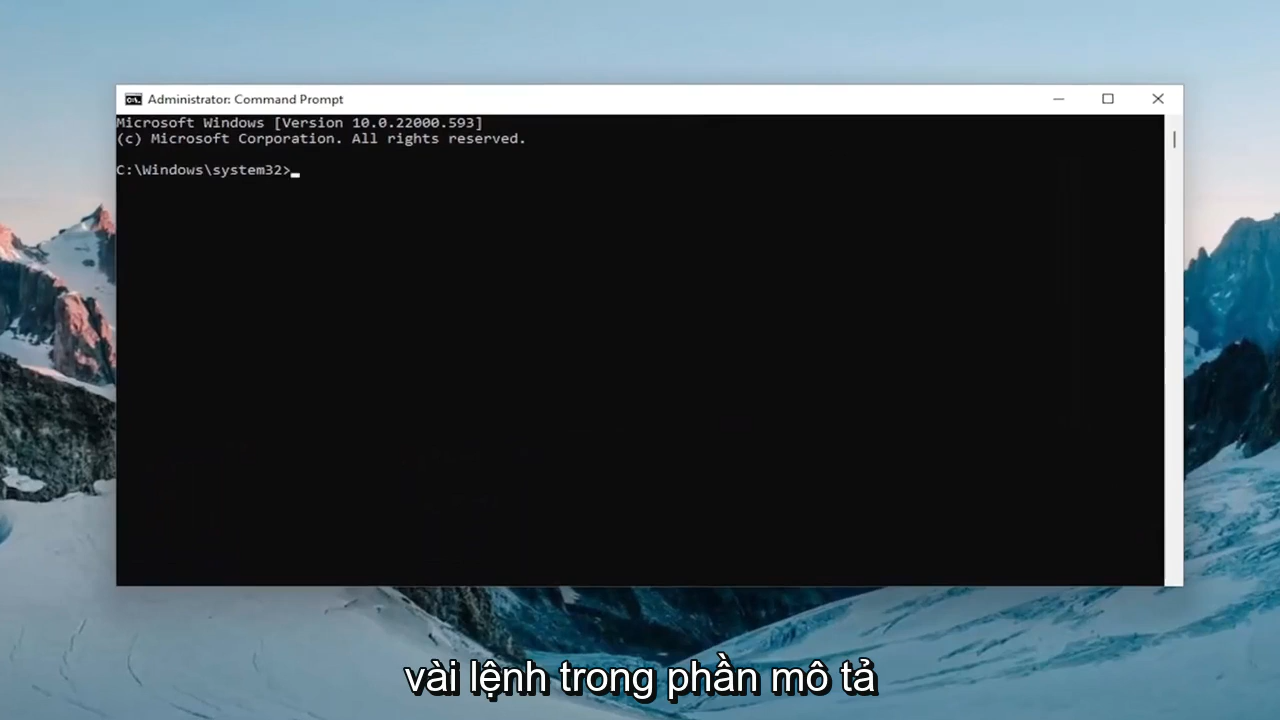 Administrator: Command Prompt
Microsoft Windows [Version 10.0.22000.593]
(c) Microsoft Corporation. All rights reserved.
C:\Windows\system32>
vài lệnh trong phần mô tả